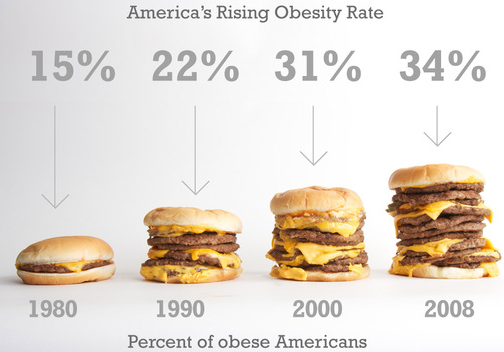 America's Rising Obesity Rate
15% 22% 31% 34%
1980 1990 2000 2008
Percent of obese Americans